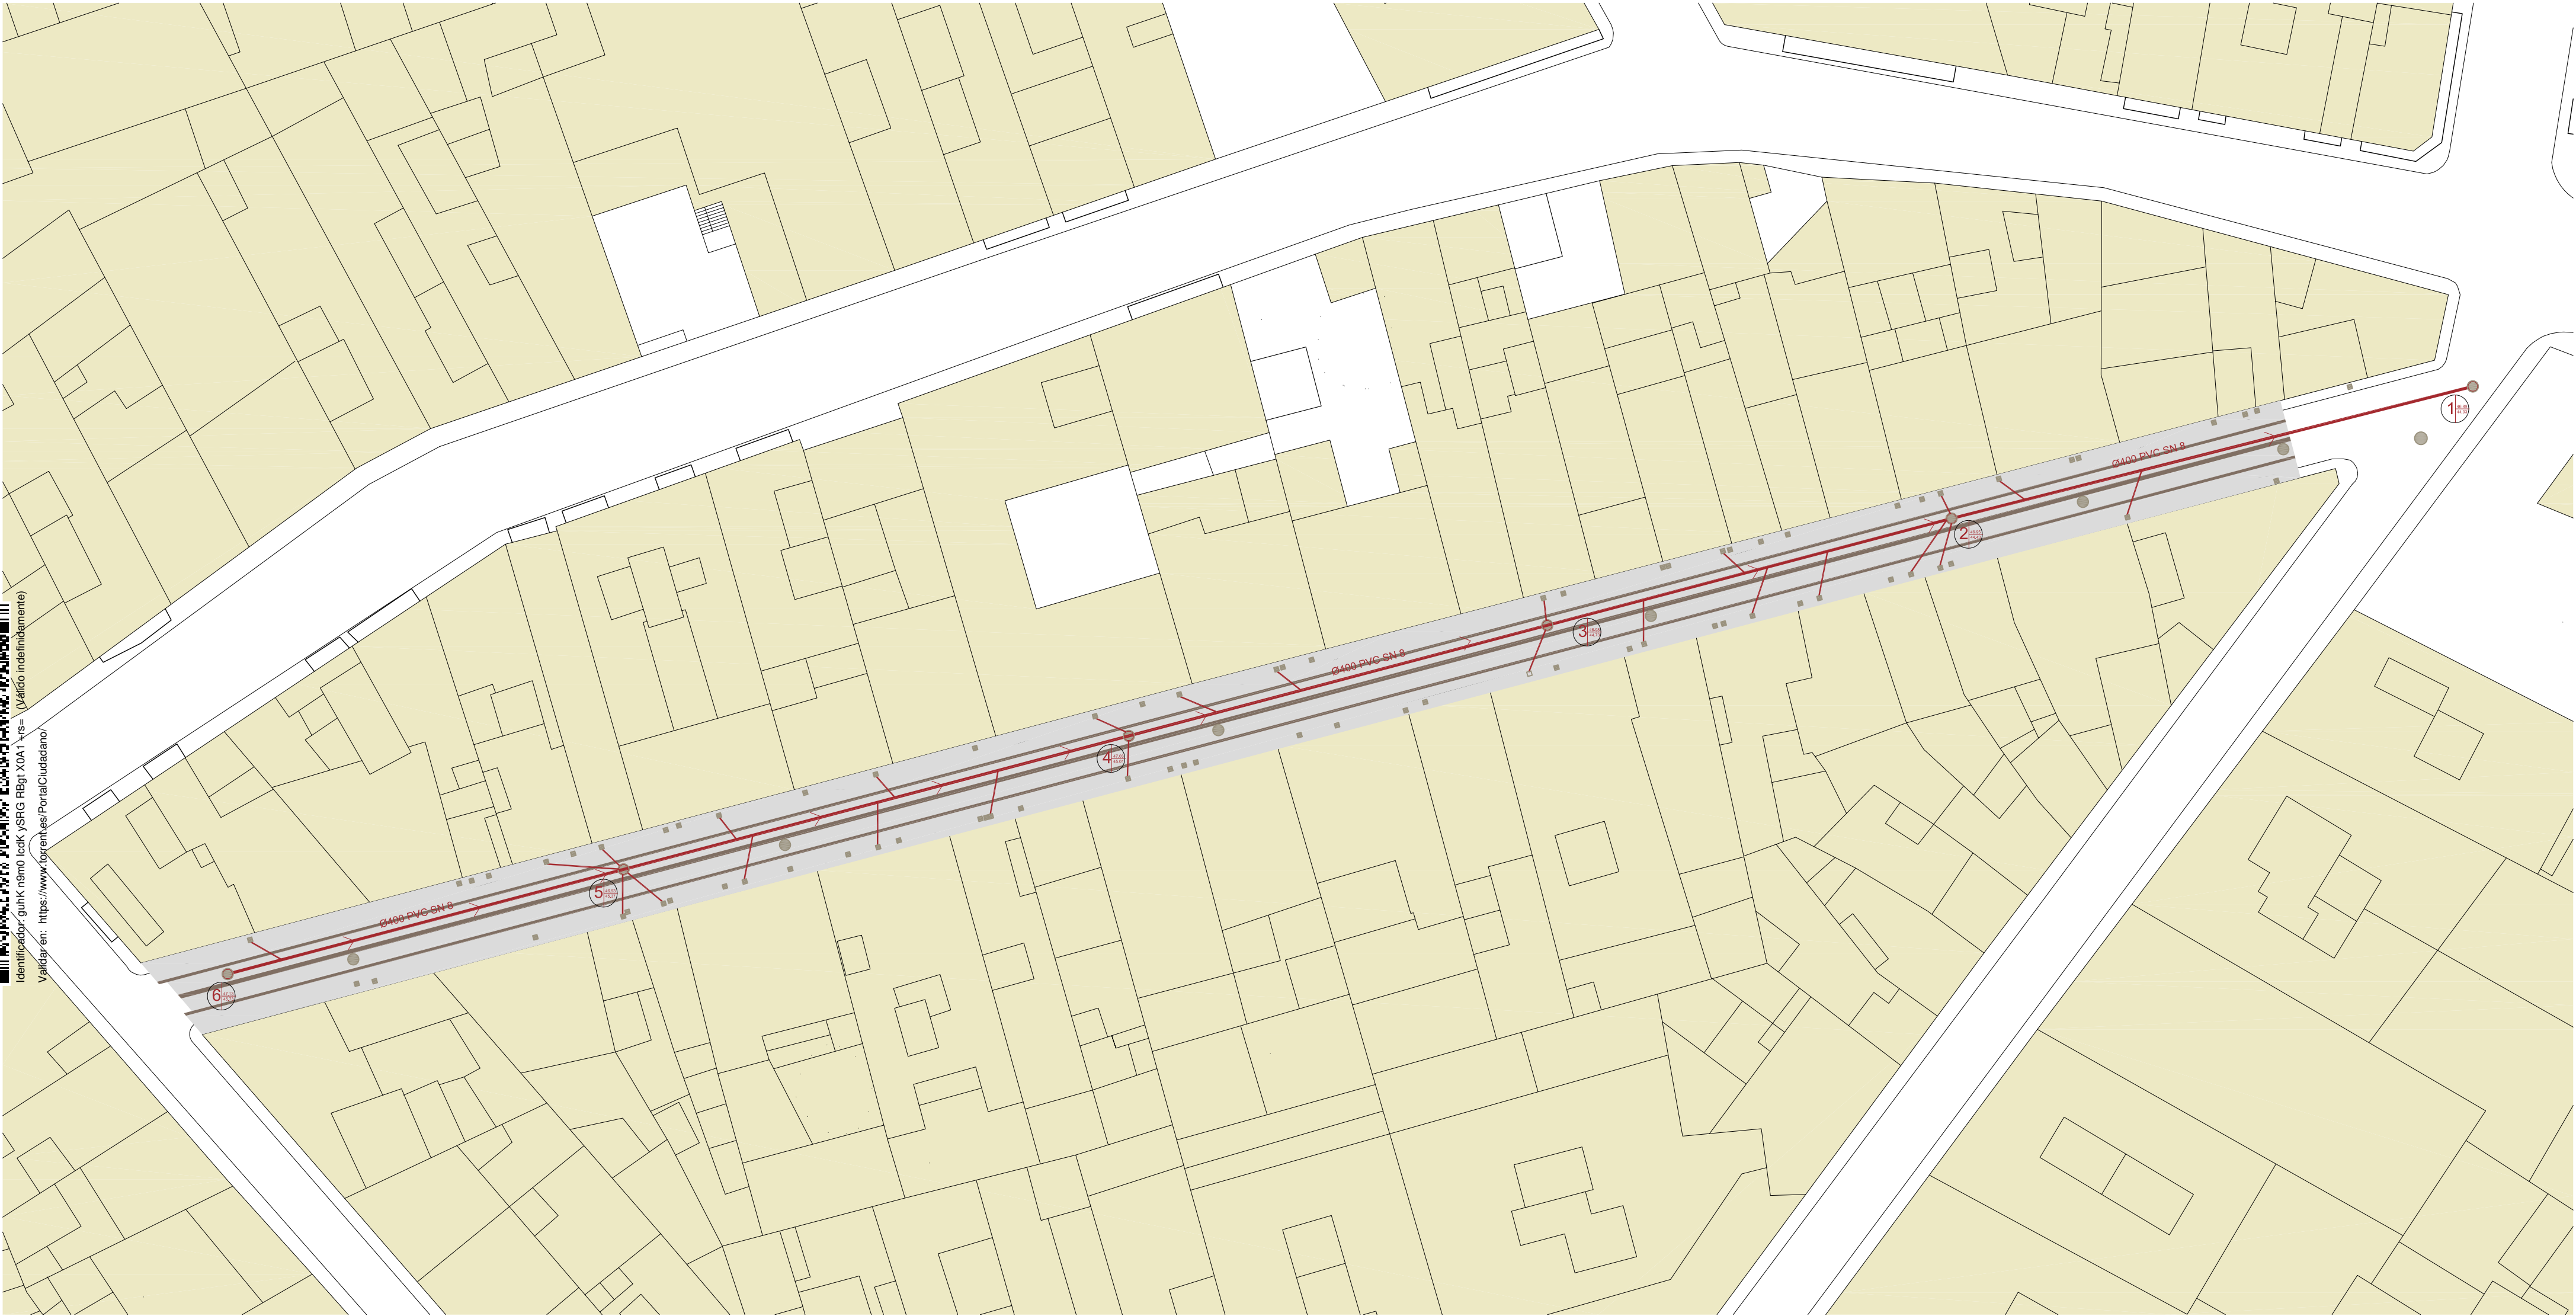 Identificador: guhK n9m0 IcdK ySRG RBgt X0A1 +rs= (Válido indefinidamente)
Validar en: https://www.torrent.es/PortalCiudadano/
1
Ø400 PVC SN 8
2
3
Ø400 PVC SN 8
4
5
Ø400 PVC SN 8
6